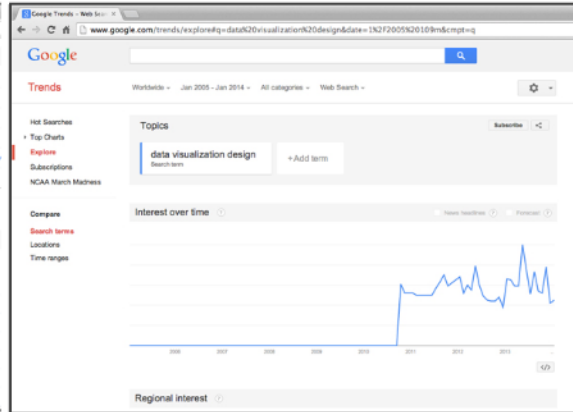 Google Trends - Web Sear
www.google.com/trends/explore#q=data%20visualization%20design&date=1%2F2005%20109m&cmpt=q
Google
Trends
Worldwide
Jan 2005 - Jan 2014
All categories
Web Search
Hot Searches
Top Charts
Explore
Subscriptions
NCAA March Madness
Compare
Search terms
Locations
Time ranges
Topics
Subscribe
data visualization design
Search term
+Add term
Interest over time ?
News headlines ?
Forecast ?
2006 2007 2008 2009 2010 2011 2012 2013
</>
Regional interest ?